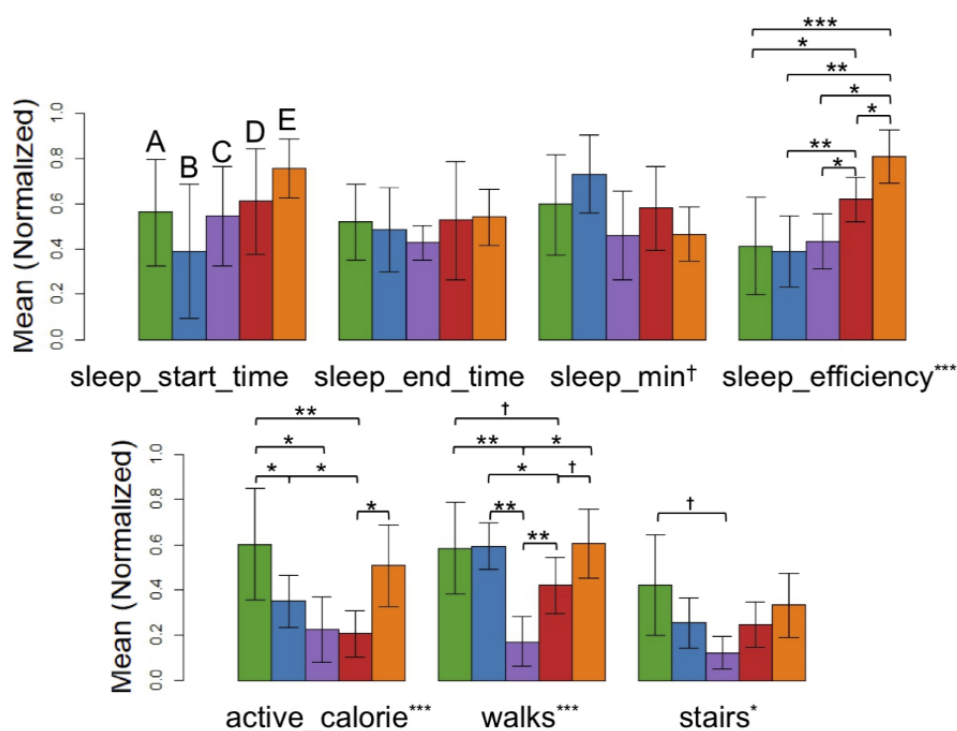 ***
*
**
*
*
**
*
Mean (Normalized)
0.0 0.2 0.4 0.6 0.8 1.0
A B C D E
sleep_start_time sleep_end_time sleep_min† sleep_efficiency***
** † 
* ** *
* * * †
* ** †
**
Mean (Normalized)
0.0 0.2 0.4 0.6 0.8 1.0
active_calorie*** walks*** stairs*